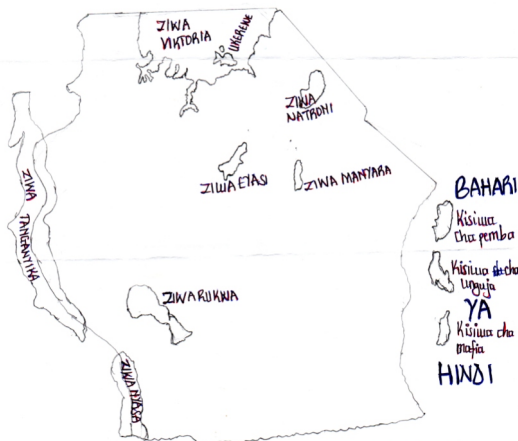 ZIWA
VIKTORIA
UKEREWE
ZIWA
NATRONI
ZIWA EYASI
ZIWA MANYARA
ZIWA TANGANYIKA
ZIWA RUKWA
ZIWA NYASA
BAHARI
Kisiwa
cha pemba
Kisiwa cha
unguja
YA
Kisiwa cha
mafia
HINDI